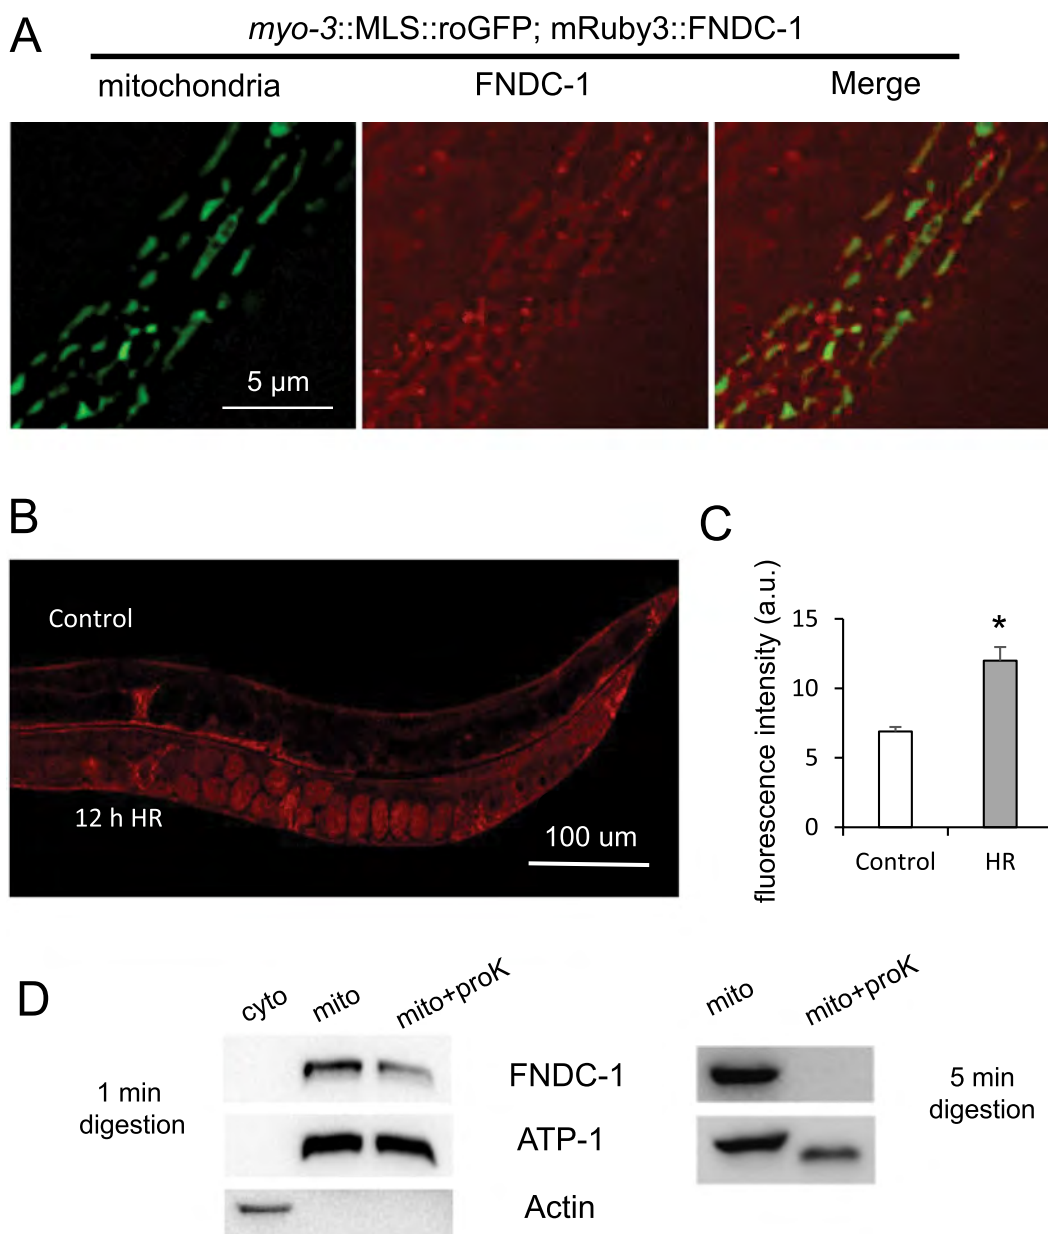 A
myo-3::MLS::roGFP; mRuby3::FNDC-1
mitochondria FNDC-1 Merge
5 µm
B
Control
12 h HR
100 um
C
fluorescence intensity (a.u.)
15
10
5
0
*
Control HR
D
cyto mito mito+proK
1 min
digestion
FNDC-1
ATP-1
Actin
mito mito+proK
5 min
digestion